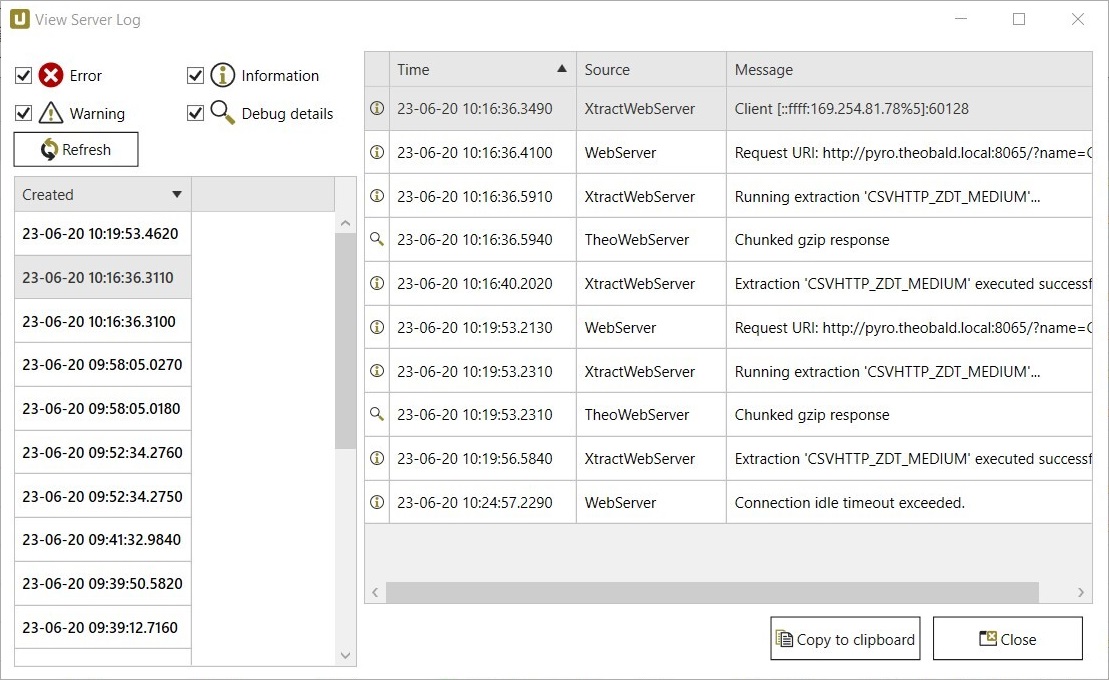 View Server Log
Error
Information
Warning
Debug details
Refresh
Created
23-06-20 10:19:53.4620
23-06-20 10:16:36.3110
23-06-20 10:16:36.3100
23-06-20 09:58:05.0270
23-06-20 09:58:05.0180
23-06-20 09:52:34.2760
23-06-20 09:52:34.2750
23-06-20 09:41:32.9840
23-06-20 09:39:50.5820
23-06-20 09:39:12.7160
Time Source Message
23-06-20 10:16:36.3490 XtractWebServer Client [::ffff:169.254.81.78%5]:60128
23-06-20 10:16:36.4100 WebServer Request URI: http://pyro.theobald.local:8065/?name=
23-06-20 10:16:36.5910 XtractWebServer Running extraction 'CSVHTTP_ZDT_MEDIUM'...
23-06-20 10:16:36.5940 TheoWebServer Chunked gzip response
23-06-20 10:16:40.2020 XtractWebServer Extraction 'CSVHTTP_ZDT_MEDIUM' executed successf
23-06-20 10:19:53.2130 WebServer Request URI: http://pyro.theobald.local:8065/?name=
23-06-20 10:19:53.2310 XtractWebServer Running extraction 'CSVHTTP_ZDT_MEDIUM'...
23-06-20 10:19:53.2310 TheoWebServer Chunked gzip response
23-06-20 10:19:56.5840 XtractWebServer Extraction 'CSVHTTP_ZDT_MEDIUM' executed successf
23-06-20 10:24:57.2290 WebServer Connection idle timeout exceeded.
Copy to clipboard
Close